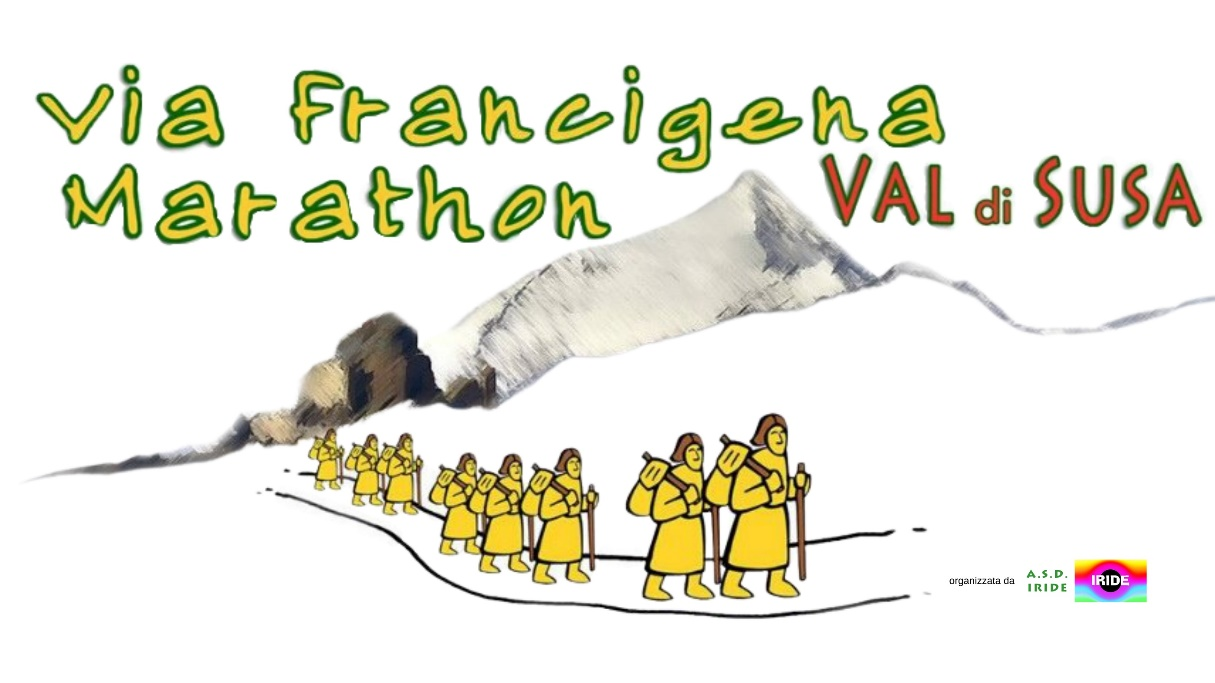 Via Francigena
Marathon
VAL di SUSA
organizzata da
A.S.D.
IRIDE
IRIDE